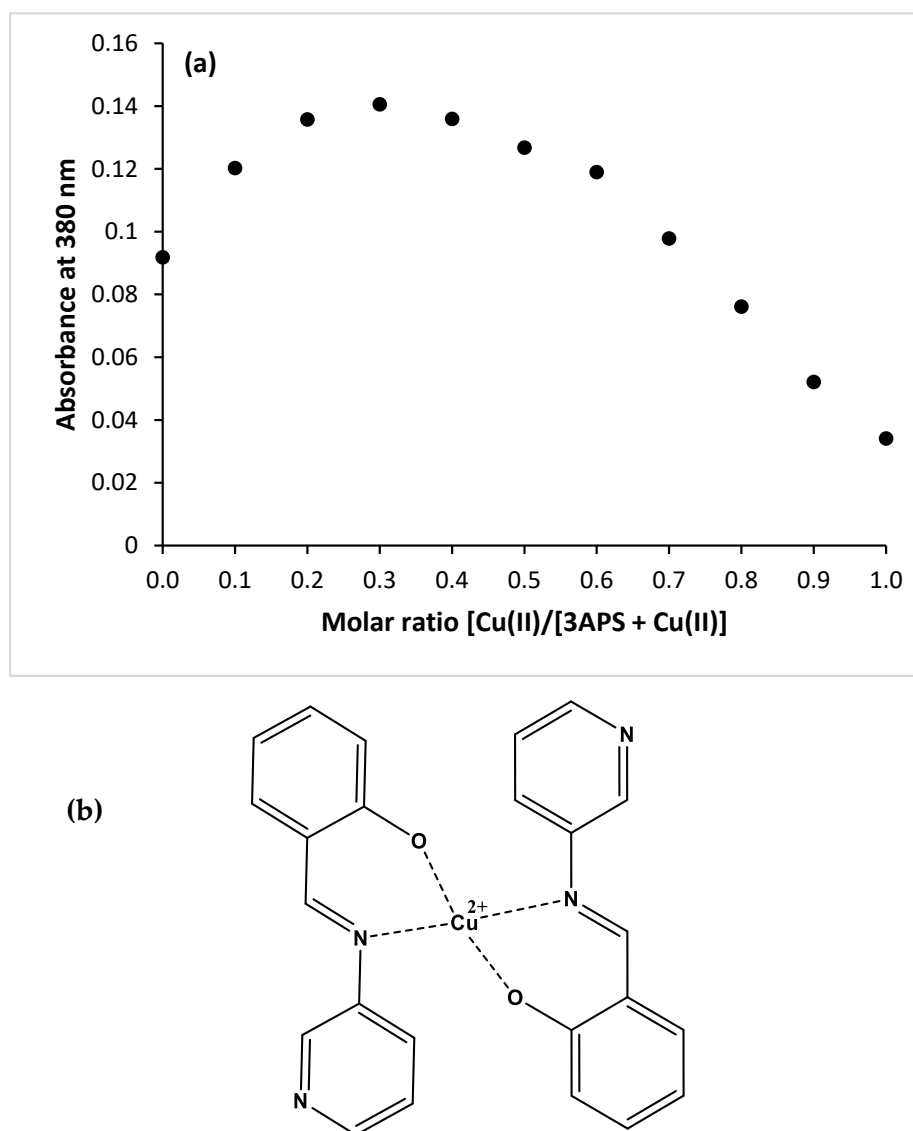 (a)
Absorbance at 380 nm
0.16
0.14
0.12
0.1
0.08
0.06
0.04
0.02
0
0.0 0.1 0.2 0.3 0.4 0.5 0.6 0.7 0.8 0.9 1.0
Molar ratio [Cu(II)/[3APS + Cu(II)]
(b)
N
O
N
Cu2+
N
O
N